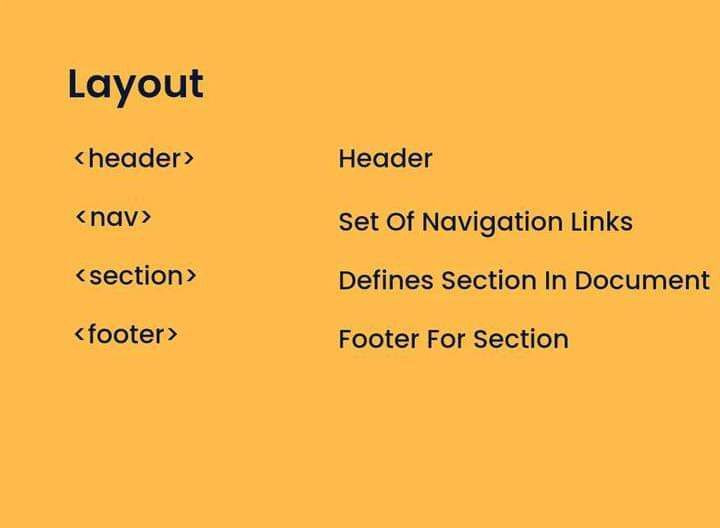 Layout
<header> Header
<nav> Set Of Navigation Links
<section> Defines Section In Document
<footer> Footer For Section